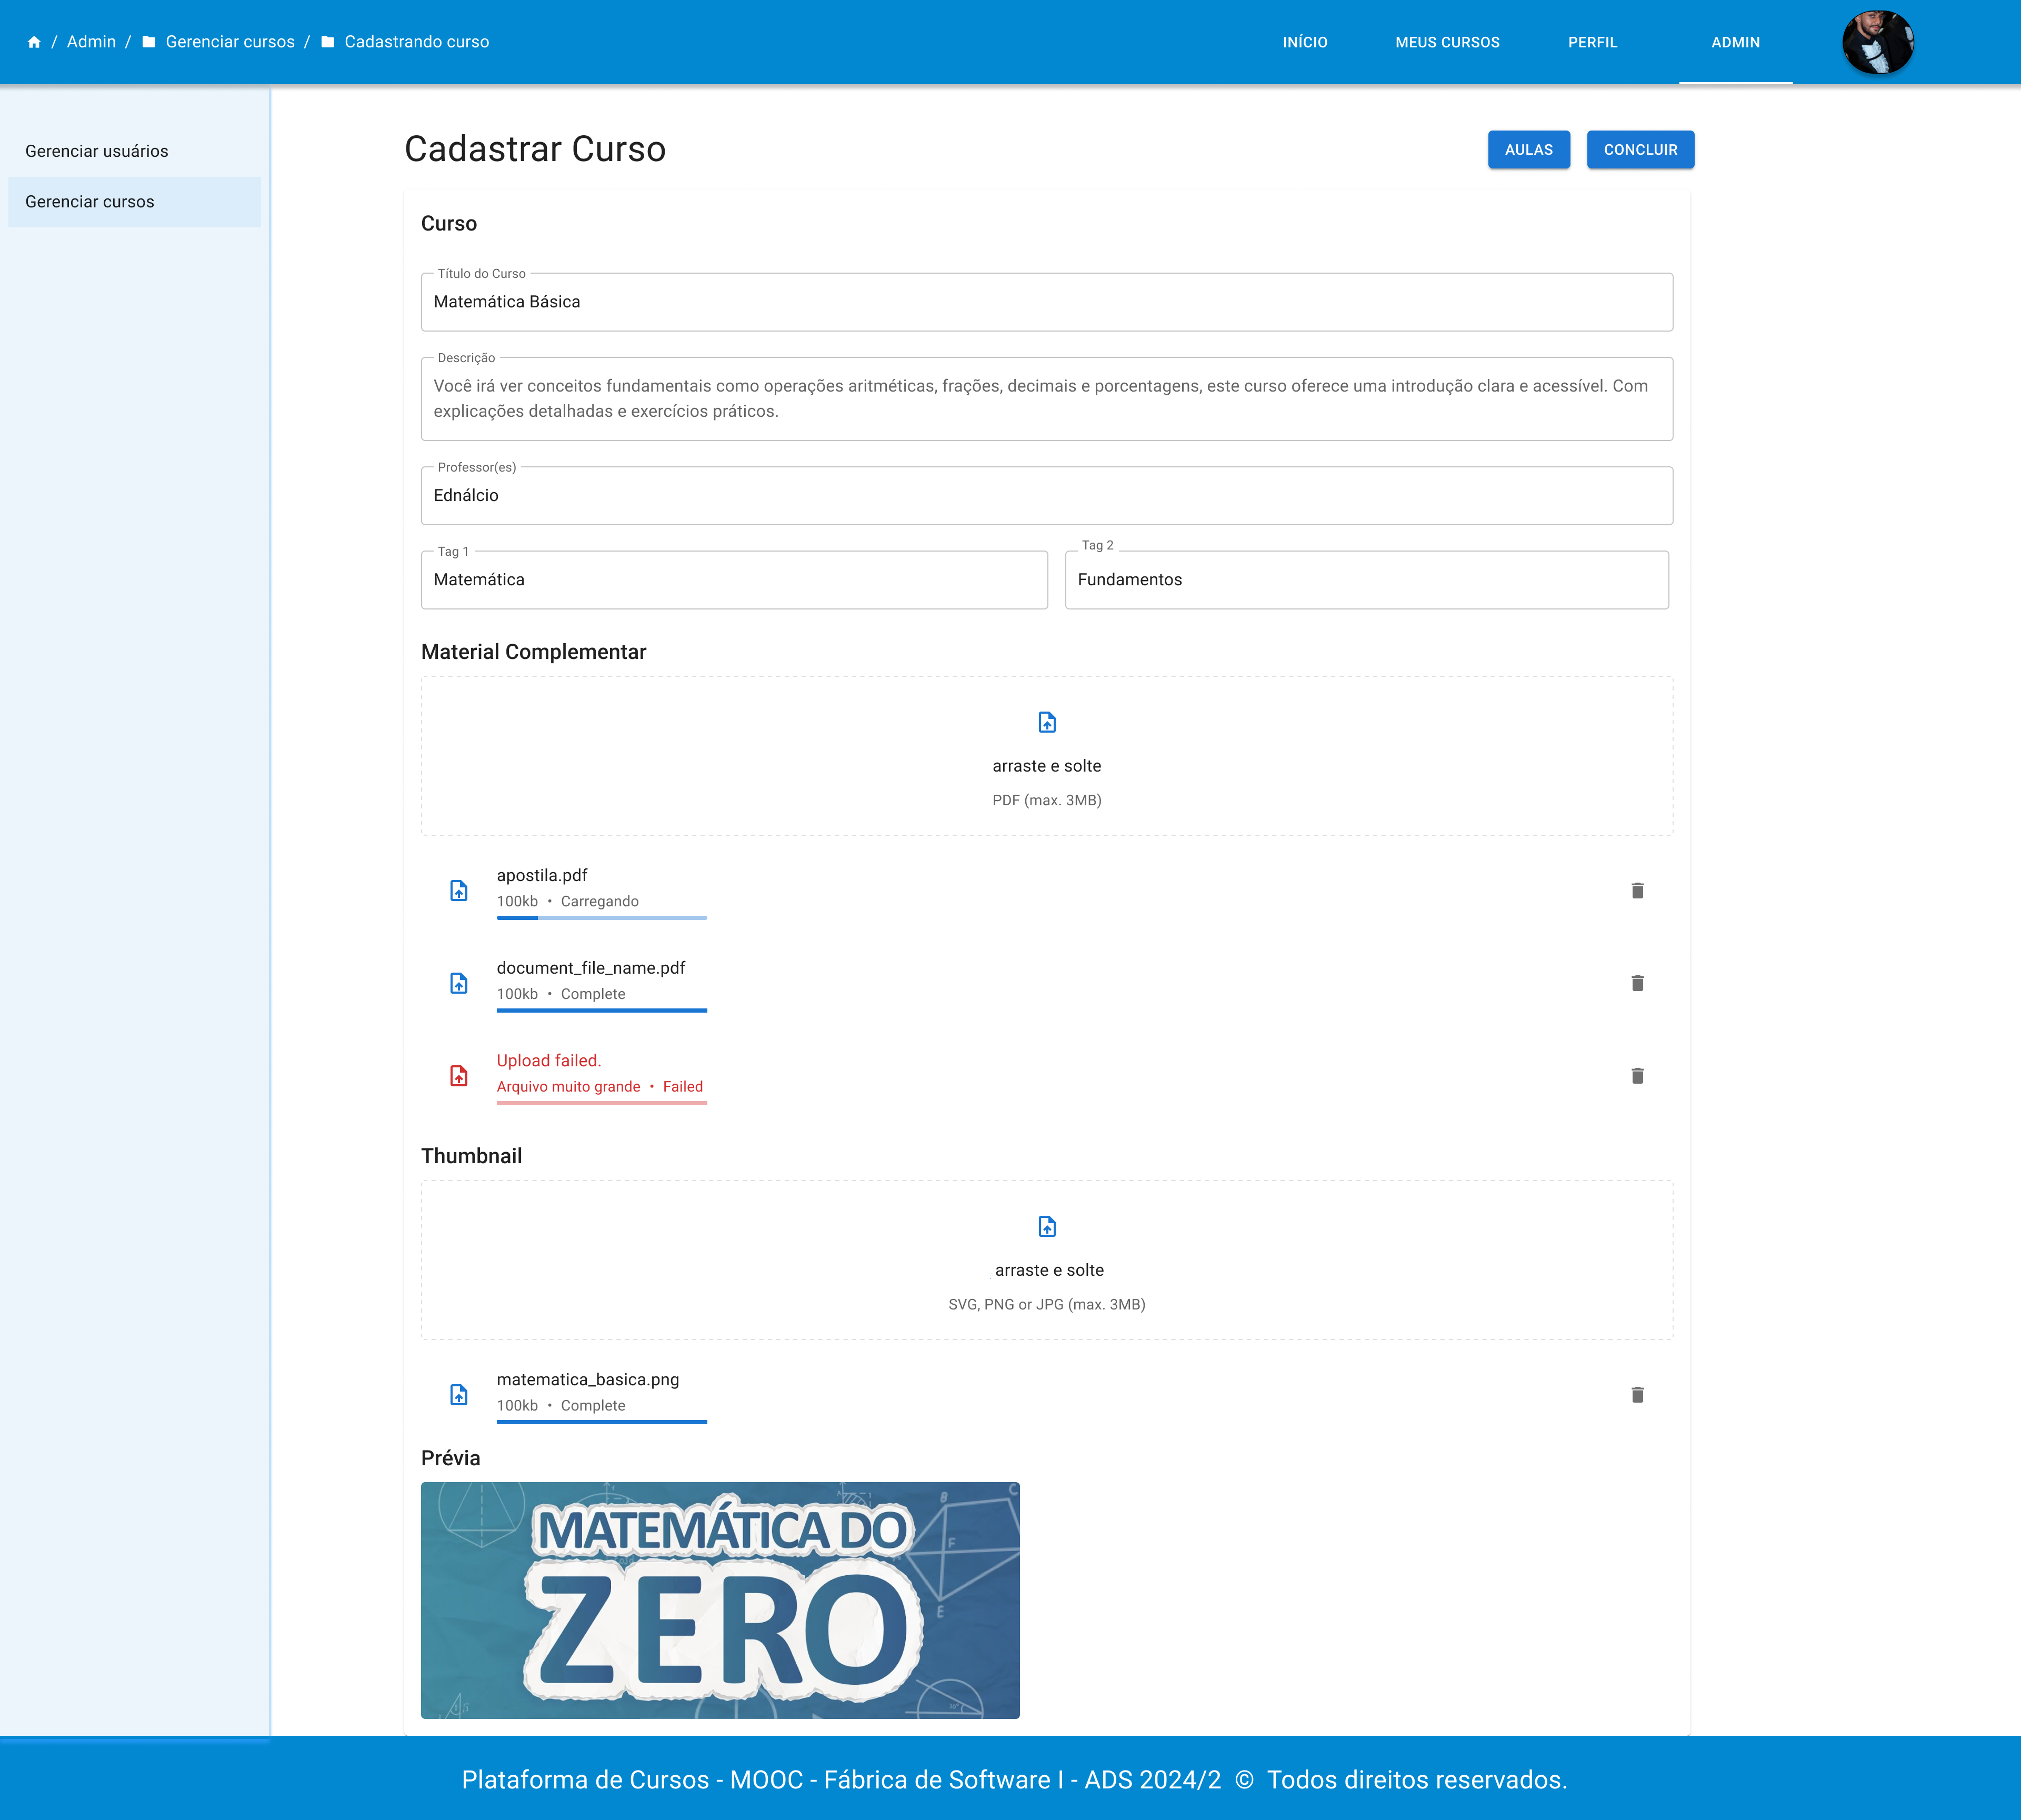 / Admin / Gerenciar cursos / Cadastrando curso
INÍCIO
MEUS CURSOS
PERFIL
ADMIN
Gerenciar usuários
Gerenciar cursos
Cadastrar Curso
AULAS
CONCLUIR
Curso
Título do Curso
Matemática Básica
Descrição
Você irá ver conceitos fundamentais como operações aritméticas, frações, decimais e porcentagens, este curso oferece uma introdução clara e acessível. Com
explicações detalhadas e exercícios práticos.
Professor(es)
Ednálcio
Tag 1
Matemática
Tag 2
Fundamentos
Material Complementar
arraste e solte
PDF (max. 3MB)
apostila.pdf
100kb • Carregando
document_file_name.pdf
100kb • Complete
Upload failed.
Arquivo muito grande • Failed
Thumbnail
arraste e solte
SVG, PNG or JPG (max. 3MB)
matematica_basica.png
100kb • Complete
Prévia
MATEMÁTICA DO
ZERO
B
C
F
E
Plataforma de Cursos - MOOC - Fábrica de Software I - ADS 2024/2 © Todos direitos reservados.